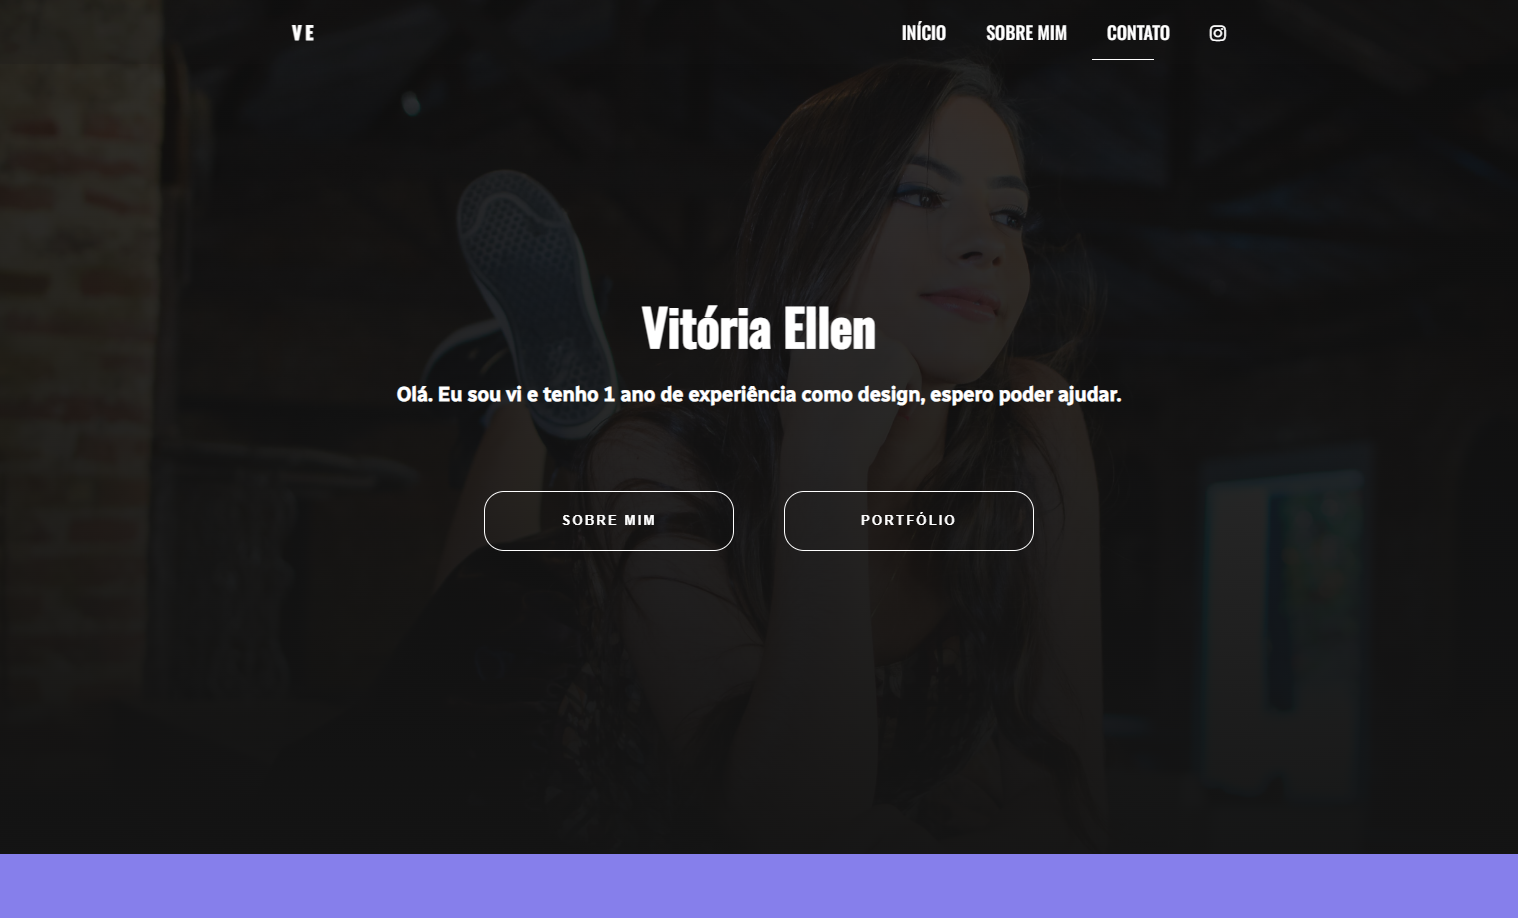 VE
INÍCIO SOBRE MIM CONTATO
Vitória Ellen
Olá. Eu sou vi e tenho 1 ano de experiência como design, espero poder ajudar.
SOBRE MIM PORTFÓLIO